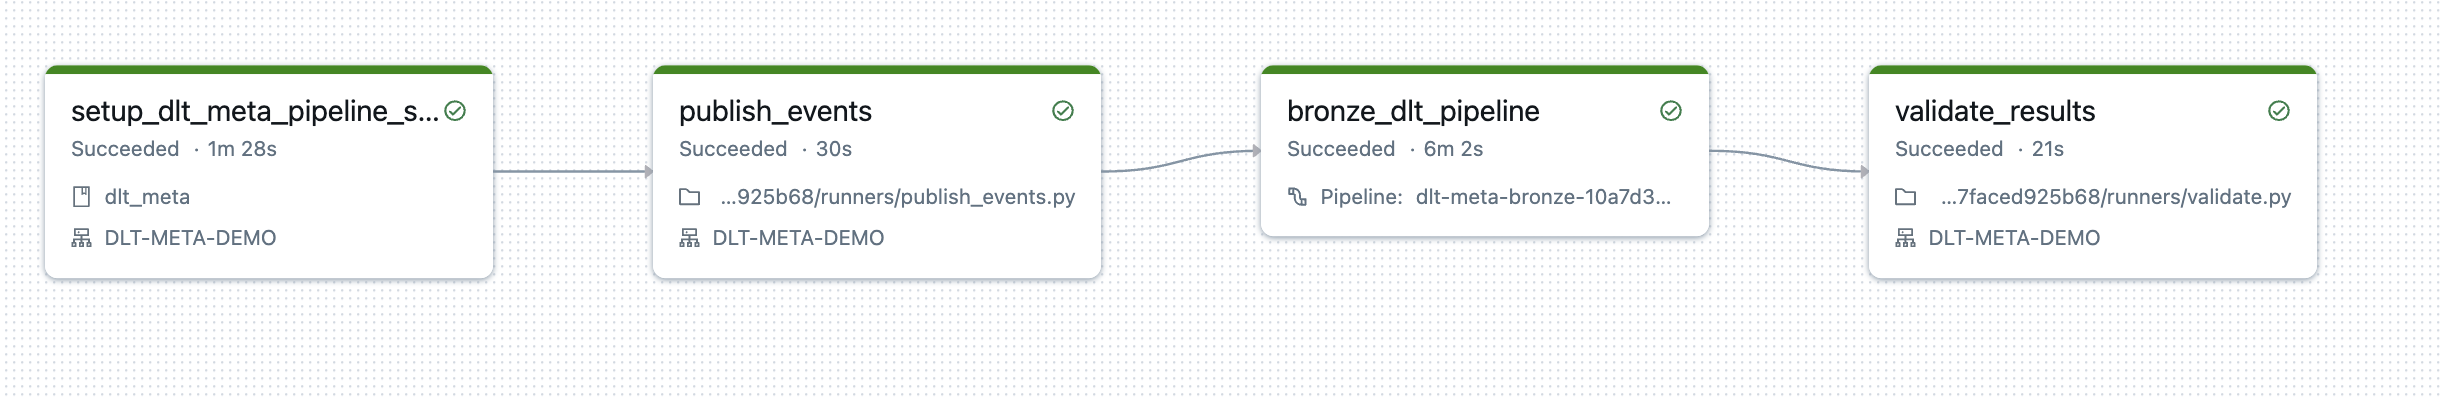 setup_dlt_meta_pipeline_s...
Succeeded · 1m 28s
dlt_meta
DLT-META-DEMO
publish_events
Succeeded · 30s
...925b68/runners/publish_events.py
DLT-META-DEMO
bronze_dlt_pipeline
Succeeded · 6m 2s
Pipeline: dlt-meta-bronze-10a7d3...
validate_results
Succeeded · 21s
...7faced925b68/runners/validate.py
DLT-META-DEMO